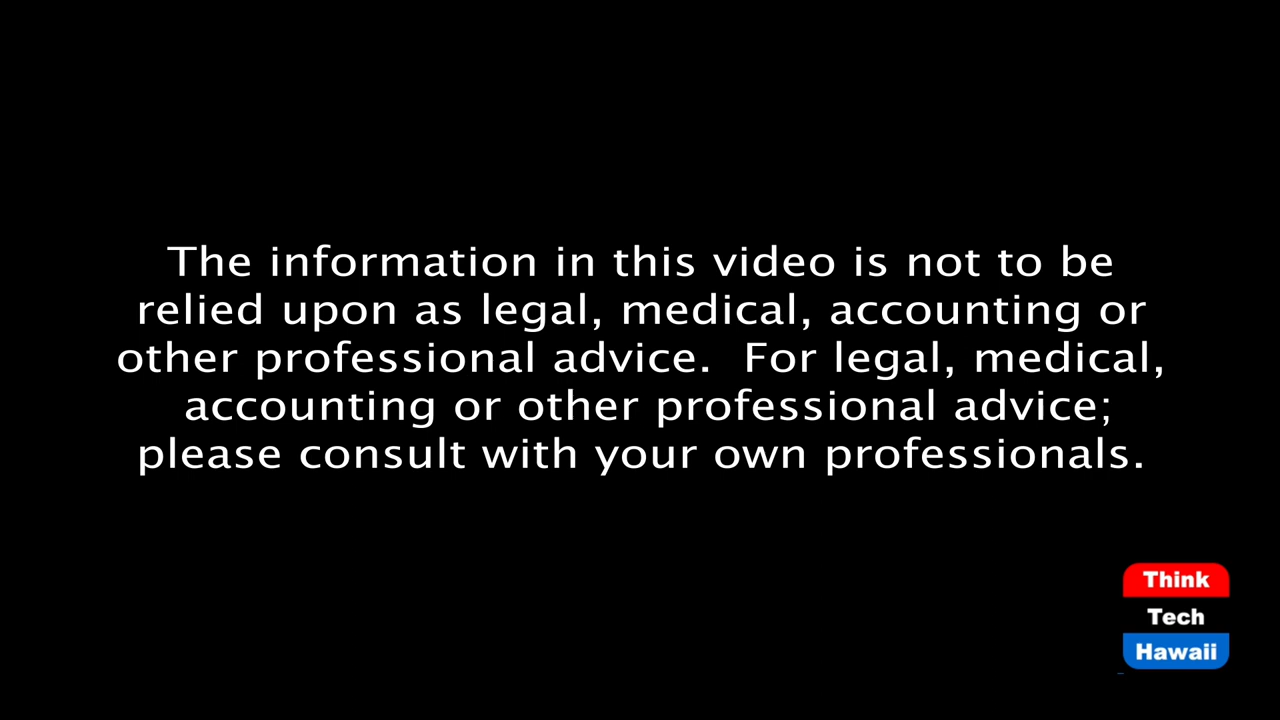 The information in this video is not to be
relied upon as legal, medical, accounting or
other professional advice.  For legal, medical,
accounting or other professional advice;
please consult with your own professionals.
Think
Tech
Hawaii